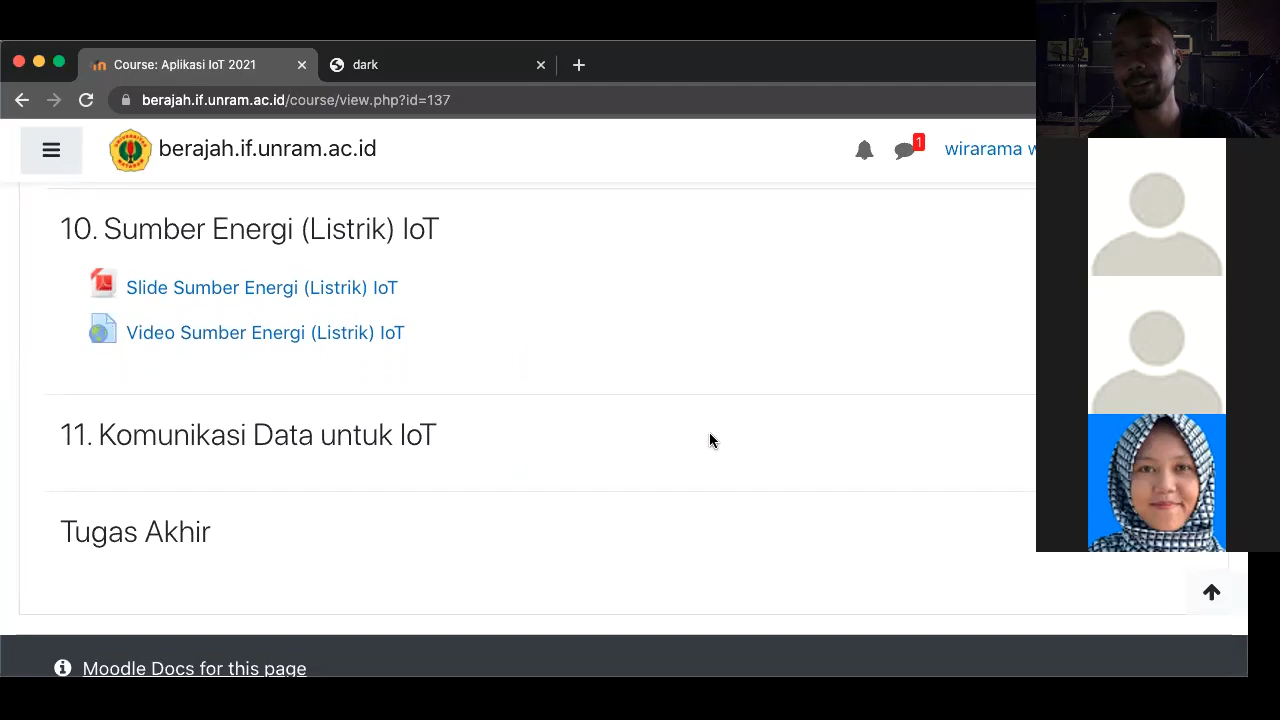 Course: Aplikasi IoT 2021
dark
berajah.if.unram.ac.id/course/view.php?id=137
berajah.if.unram.ac.id
1
wirarama w
10. Sumber Energi (Listrik) IoT
Slide Sumber Energi (Listrik) IoT
Video Sumber Energi (Listrik) IoT
11. Komunikasi Data untuk IoT
Tugas Akhir
Moodle Docs for this page